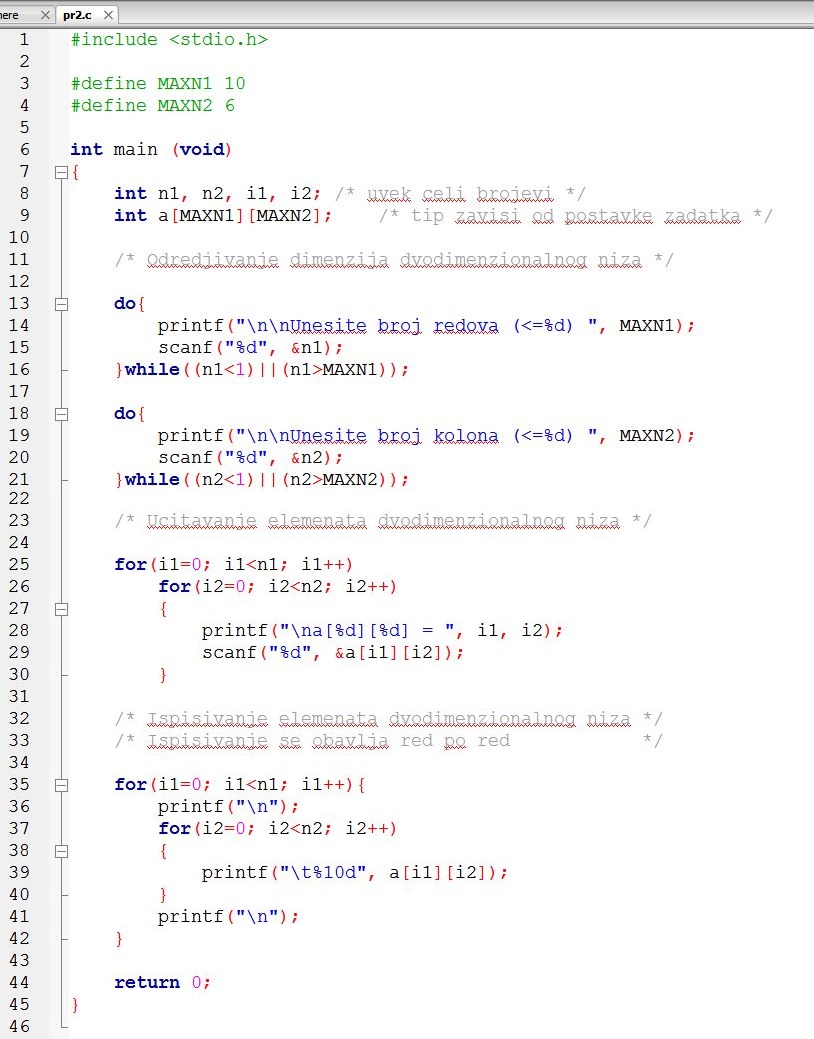 here X pr2.c X
1 #include <stdio.h>
2
3 #define MAXN1 10
4 #define MAXN2 6
5
6 int main (void)
7 {
8     int n1, n2, i1, i2; /* uvek celi brojevi */
9     int a[MAXN1][MAXN2];    /* tip zavisi od postavke zadatka */
10
11     /* Odredjivanje dimenzija dvodimenzionalnog niza */
12
13     do{
14         printf("\n\nUnesite broj redova (<=%d) ", MAXN1);
15         scanf("%d", &n1);
16     }while((n1<1)||(n1>MAXN1));
17
18     do{
19         printf("\n\nUnesite broj kolona (<=%d) ", MAXN2);
20         scanf("%d", &n2);
21     }while((n2<1)||(n2>MAXN2));
22
23     /* Ucitavanje elemenata dvodimenzionalnog niza */
24
25     for(i1=0; i1<n1; i1++)
26         for(i2=0; i2<n2; i2++)
27         {
28             printf("\na[%d][%d] = ", i1, i2);
29             scanf("%d", &a[i1][i2]);
30         }
31
32     /* Ispisivanje elemenata dvodimenzionalnog niza */
33     /* Ispisivanje se obavlja red po red            */
34
35     for(i1=0; i1<n1; i1++){
36         printf("\n");
37         for(i2=0; i2<n2; i2++)
38         {
39             printf("\t%10d", a[i1][i2]);
40         }
41         printf("\n");
42     }
43
44     return 0;
45 }
46